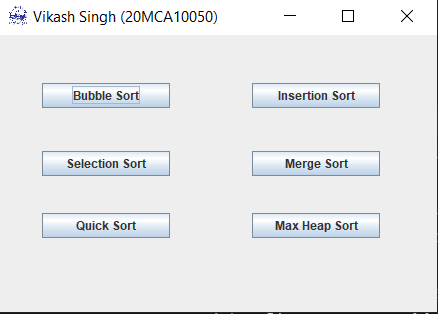 Vikash Singh (20MCA10050)
Bubble Sort Insertion Sort
Selection Sort Merge Sort
Quick Sort Max Heap Sort